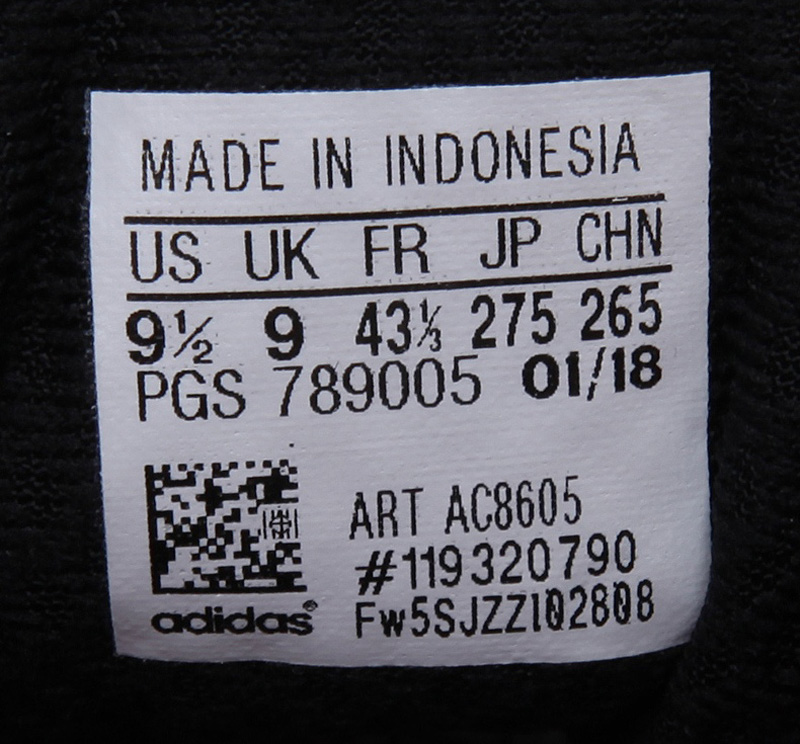 MADE IN INDONESIA
US UK FR JP CHN
9½ 9 43⅓ 275 265
PGS 789005 01/18
ART AC8605
#119320790
adidas® Fw5SJZZ102808